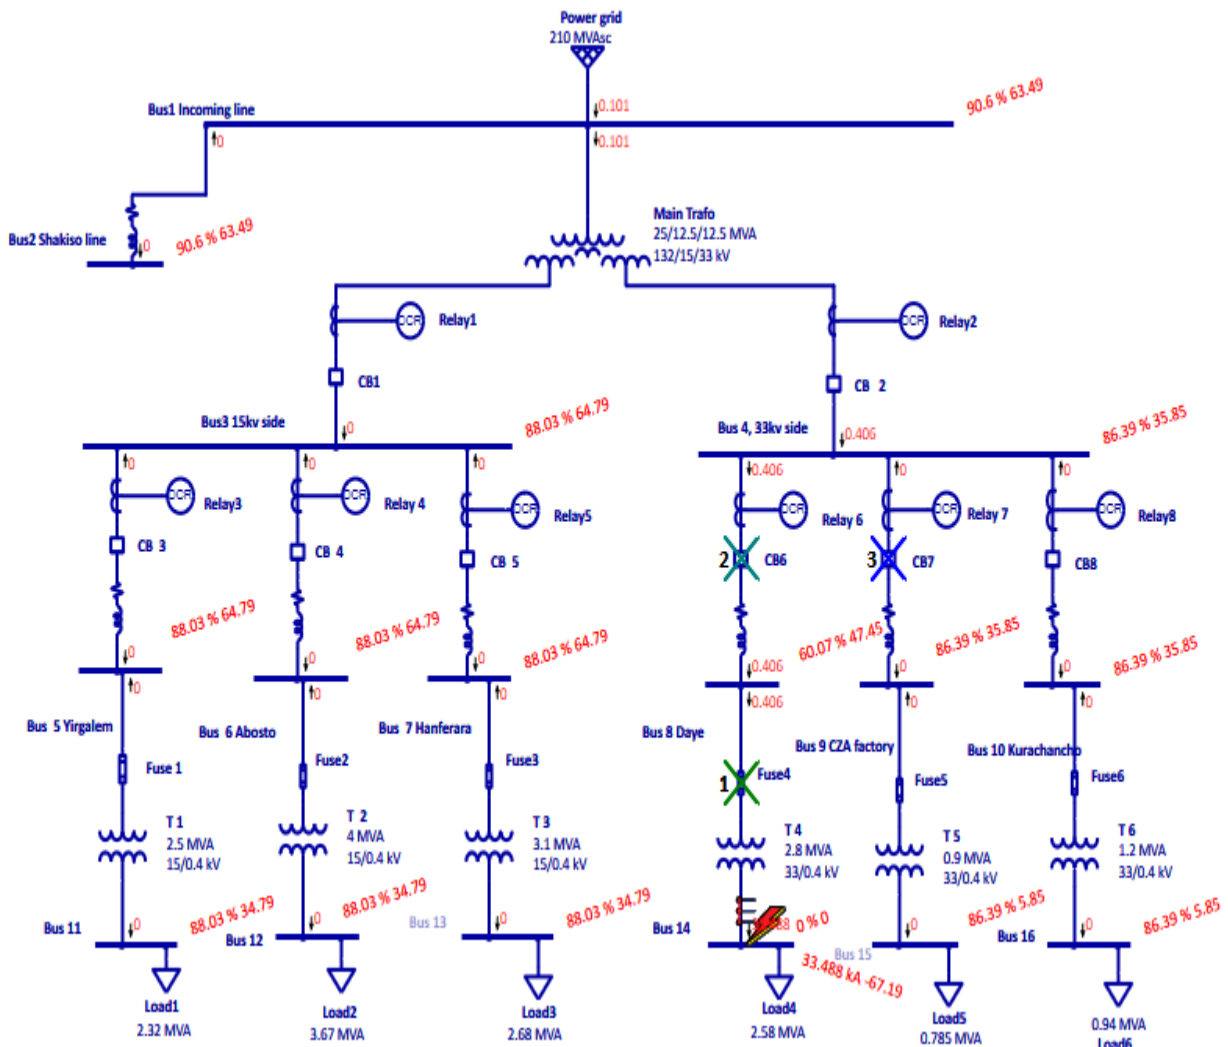 Power grid
210 MVAsc
0.101
Bus1 Incoming line
90.6 % 63.49
0
0.101
Bus2 Shakiso line
0
90.6 % 63.49
Main Trafo
25/12.5/12.5 MVA
132/15/33 kV
OCR
Relay1
OCR
Relay2
CB1
CB 2
Bus3 15kv side
0
88.03 % 64.79
Bus 4, 33kv side
0.406
86.39 % 35.85
0
0
0
0.406
0
0
OCR
Relay3
OCR
Relay 4
OCR
Relay5
OCR
Relay 6
OCR
Relay 7
OCR
Relay8
CB 3
CB 4
CB 5
2
CB6
3
CB7
CB8
88.03 % 64.79
88.03 % 64.79
88.03 % 64.79
60.07 % 47.45
86.39 % 35.85
86.39 % 35.85
0
0
0
0.406
0
0
0
0
0
0.406
0
0
Bus 5 Yirgalem
Bus 6 Abosto
Bus 7 Hanferara
Bus 8 Daye
Bus 9 CZA factory
Bus 10 Kurachancho
Fuse 1
Fuse2
Fuse3
1
Fuse4
Fuse5
Fuse6
T 1
2.5 MVA
15/0.4 kV
T 2
4 MVA
15/0.4 kV
T 3
3.1 MVA
15/0.4 kV
T 4
2.8 MVA
33/0.4 kV
T 5
0.9 MVA
33/0.4 kV
T 6
1.2 MVA
33/0.4 kV
Bus 11
0
88.03 % 34.79
Bus 12
0
88.03 % 34.79
Bus 13
0
88.03 % 34.79
Bus 14
0 % 0
33.488 kA -67.19
Bus 15
0
86.39 % 5.85
Bus 16
0
86.39 % 5.85
Load1
2.32 MVA
Load2
3.67 MVA
Load3
2.68 MVA
Load4
2.58 MVA
Load5
0.785 MVA
0.94 MVA
Load6